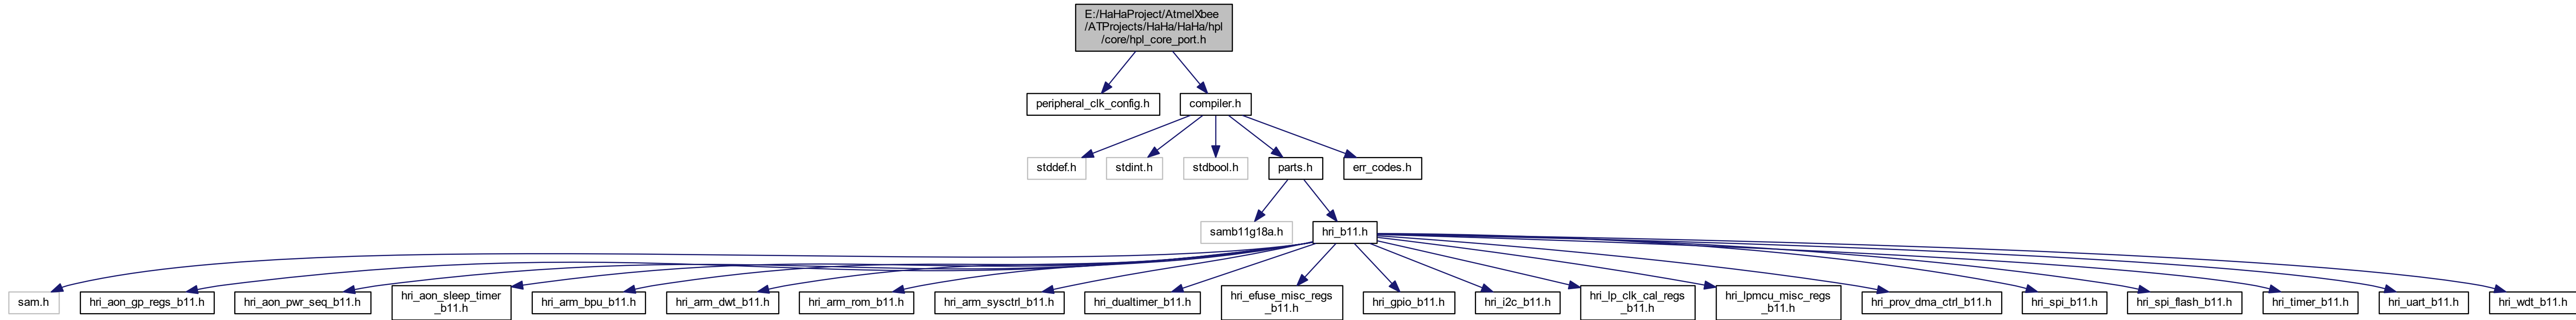 E:/HaHaProject/AtmelXbee
/ATProjects/HaHa/HaHa/hpl
/core/hpl_core_port.h
peripheral_clk_config.h
compiler.h
stddef.h
stdint.h
stdbool.h
parts.h
err_codes.h
samb11g18a.h
hri_b11.h
sam.h
hri_aon_gp_regs_b11.h
hri_aon_pwr_seq_b11.h
hri_aon_sleep_timer
_b11.h
hri_arm_bpu_b11.h
hri_arm_dwt_b11.h
hri_arm_rom_b11.h
hri_arm_sysctrl_b11.h
hri_dualtimer_b11.h
hri_efuse_misc_regs
_b11.h
hri_gpio_b11.h
hri_i2c_b11.h
hri_lp_clk_cal_regs
_b11.h
hri_lpmcu_misc_regs
_b11.h
hri_prov_dma_ctrl_b11.h
hri_spi_b11.h
hri_spi_flash_b11.h
hri_timer_b11.h
hri_uart_b11.h
hri_wdt_b11.h